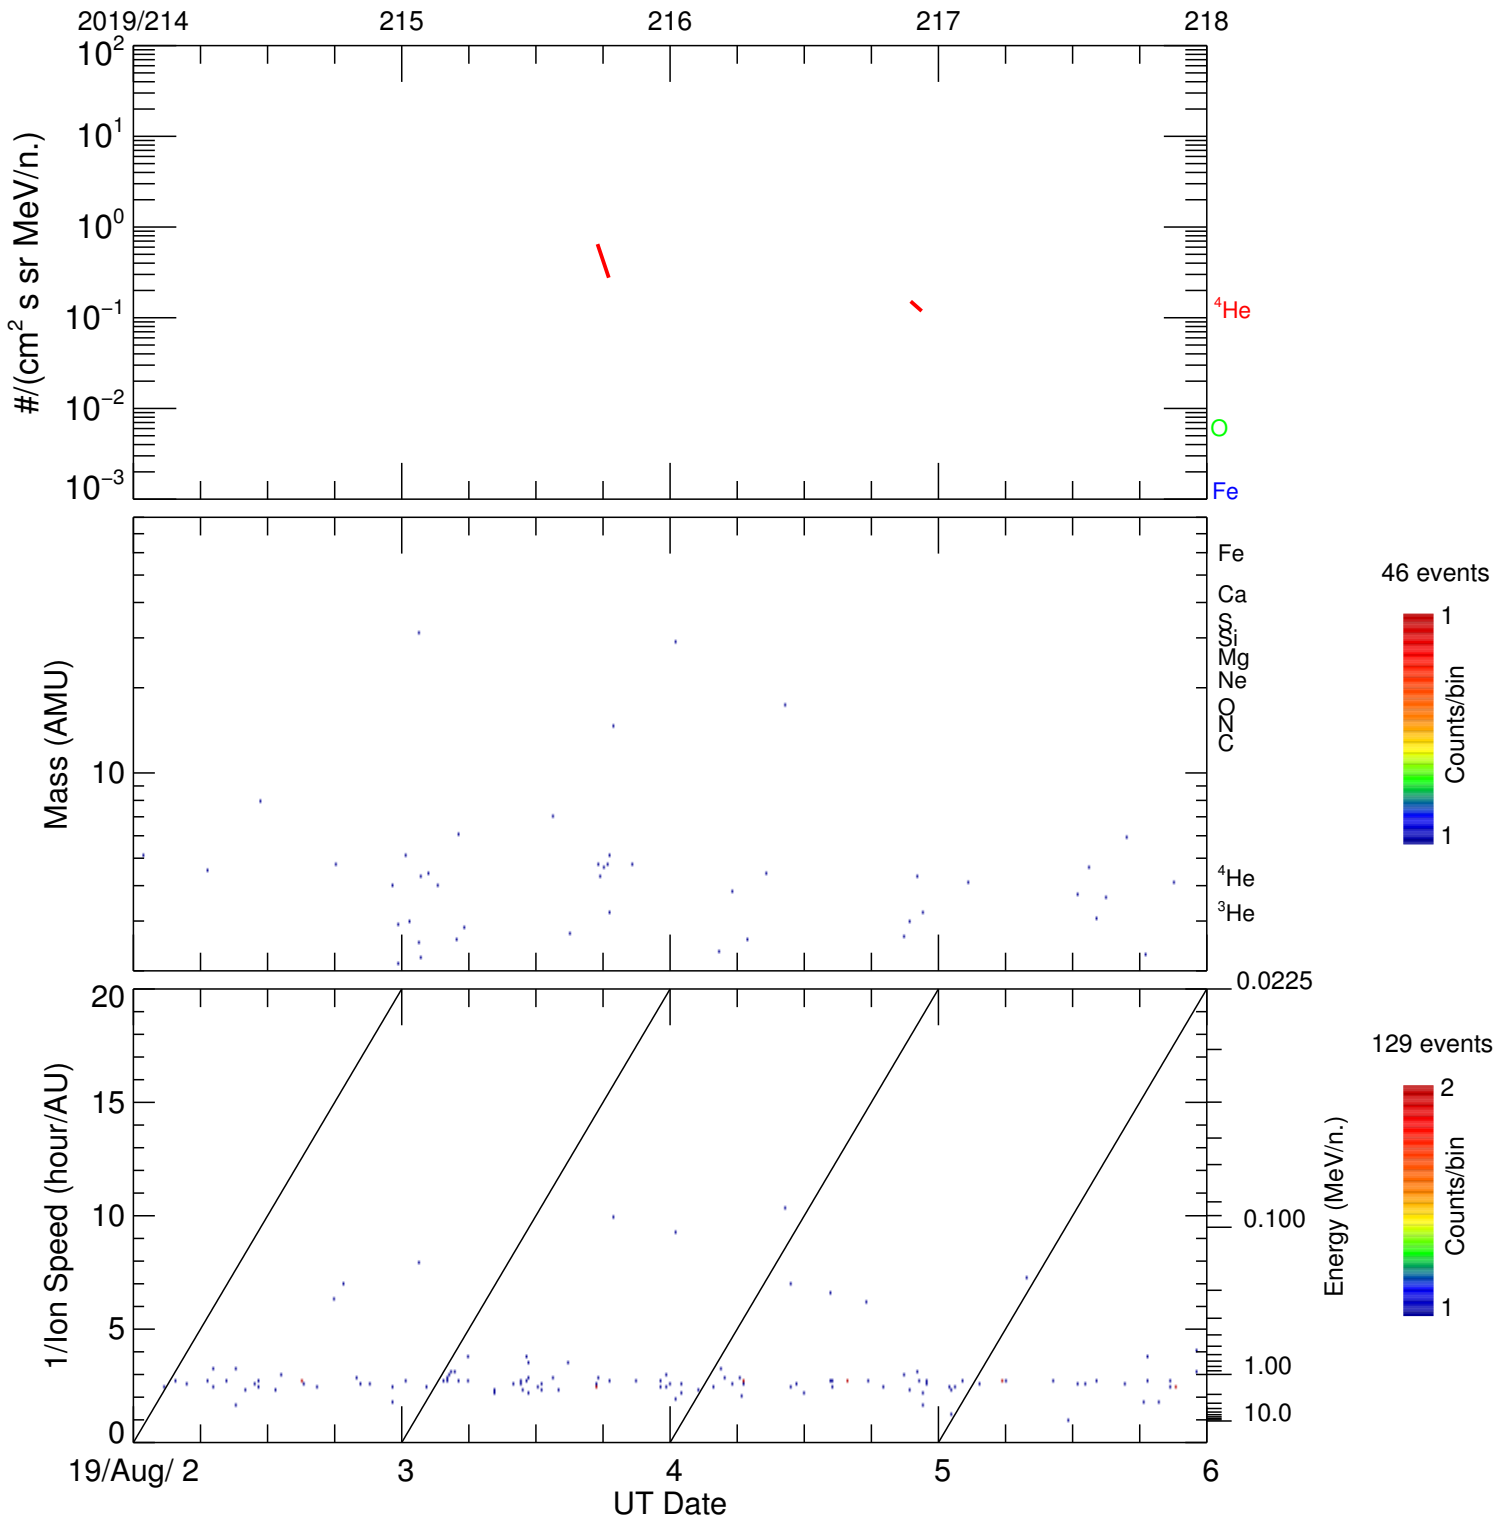 2019/214 215 216 217 218
10^2
10^1
10^0
10^−1
10^−2
10^−3
#/(cm^2 s sr MeV/n.)
^4He
O
Fe
Mass (AMU)
10
Fe
Ca
S
Si
Mg
Ne
O
N
C
^4He
^3He
46 events
1
Counts/bin
1
1/Ion Speed (hour/AU)
20
15
10
5
0
0.0225
0.100
1.00
10.0
Energy (MeV/n.)
129 events
2
Counts/bin
1
19/Aug/ 2 3 4 5 6
UT Date